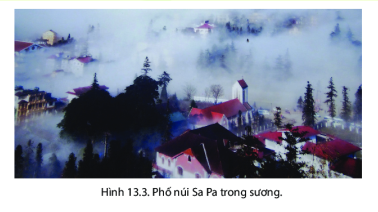 Hình 13.3. Phố núi Sa Pa trong sương.